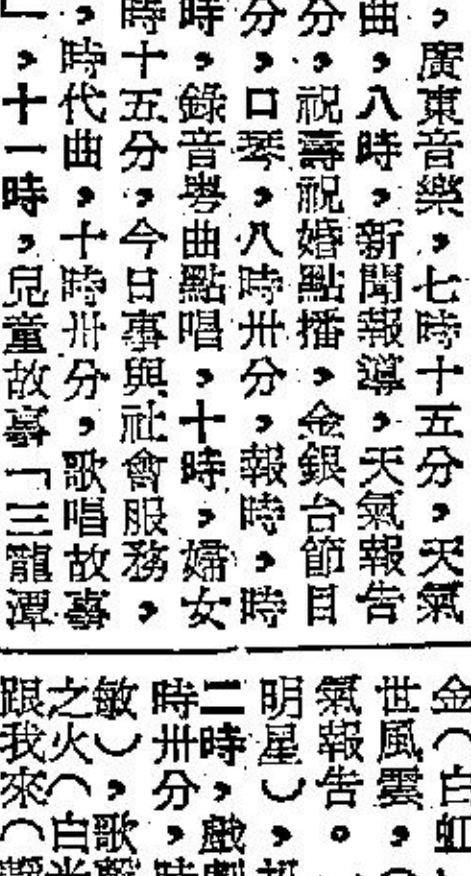 ，廣東音樂，七時十五分，天氣
曲，八時，新聞報導，天氣報告
分，祝壽祝婚點播，金銀台節目
分，口琴，八時卅分，報時，時
時，錄音粵曲點唱，十時，婦女
時十五分，今日事與社會服務，
，時代曲，十時卅分，歌唱故事
」，十一時，兒童故事「三龍潭
金（白虹
世風雲，
氣報告。
明星），
二時，戲劇
時卅分，時
敏），歌聲
之火（白光
跟我來（